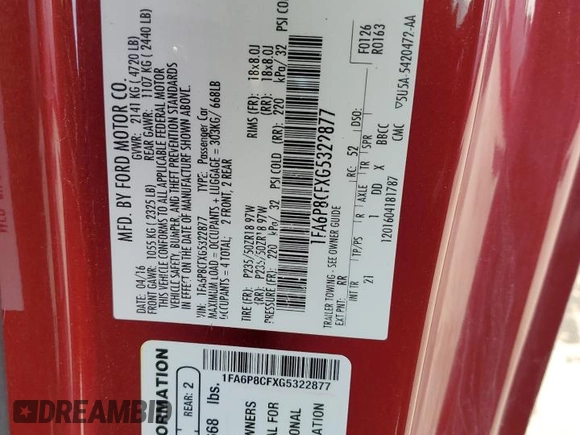 MFD. BY FORD MOTOR CO.
DATE: 04/16
GVWR: 2141 KG ( 4720 LB)
FRONT GAWR: 1055 KG ( 2325 LB)
REAR GAWR: 1107 KG ( 2440 LB)
THIS VEHICLE CONFORMS TO ALL APPLICABLE FEDERAL MOTOR
VEHICLE SAFETY, BUMPER, AND THEFT PREVENTION STANDARDS
IN EFFECT ON THE DATE OF MANUFACTURE SHOWN ABOVE.
VIN: 1FA6P8CFXG5322877
TYPE: Passenger Car
MAXIMUM LOAD = OCCUPANTS + LUGGAGE = 303KG/ 668LB
OCCUPANTS = 4 TOTAL: 2 FRONT, 2 REAR
TIRE (FR): P235/50ZR18 97W RIMS (FR): 18x8.0J
(RR): P235/50ZR18 97W (RR): 18x8.0J
PRESSURE (FR): 220 kPa/ 32 PSI COLD (RR): 220 kPa/ 32 PSI CO
1FA6P8CFXG5322877
TRAILER TOWING - SEE OWNER GUIDE
F0126
R0163
EXT PNT: RR RC: 52 DSO:
INT TR TP/PS R AXLE TR SPR
21 1 DD X BBCC
1201604181787 CMC
5U5A-5420472-AA
1FA6P8CFXG5322877
ORMATION
REAR: 2
668 lbs.
OWNERS
UAL FOR
TIONAL
DREAMBID